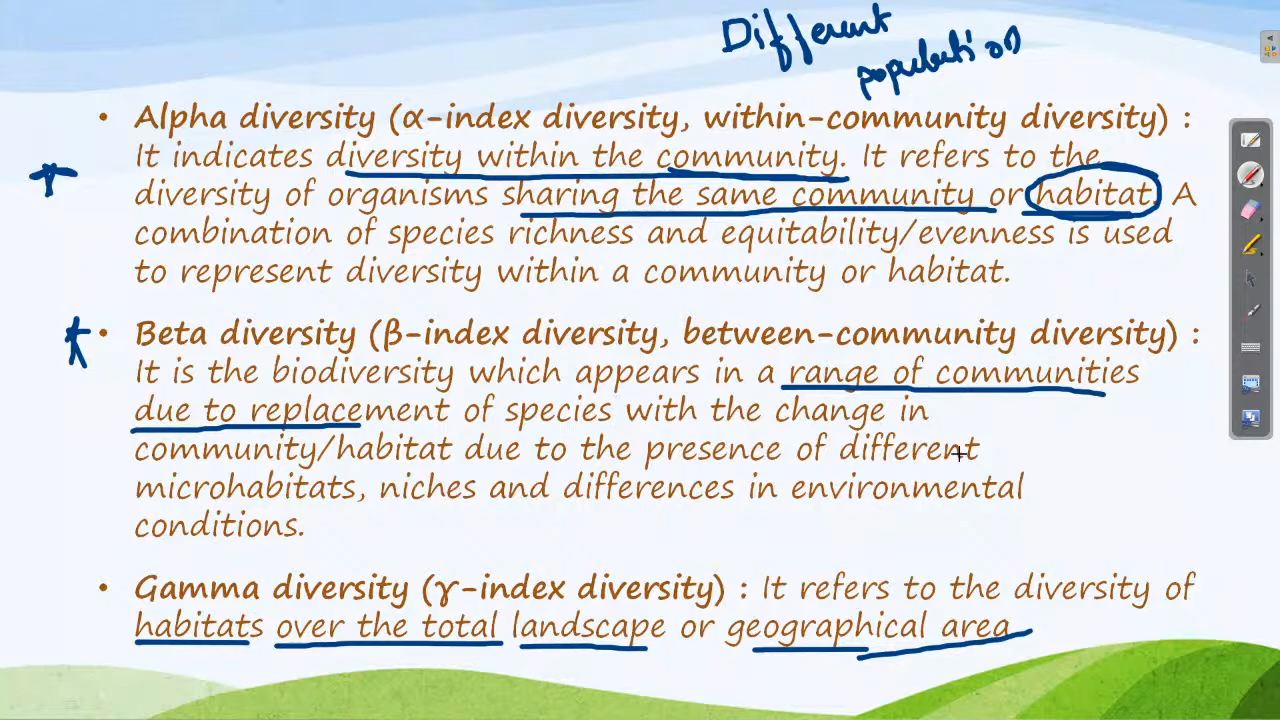 Different
population
• Alpha diversity (α-index diversity, within-community diversity) :
It indicates diversity within the community. It refers to the
diversity of organisms sharing the same community or habitat. A
combination of species richness and equitability/evenness is used
to represent diversity within a community or habitat.
• Beta diversity (β-index diversity, between-community diversity) :
It is the biodiversity which appears in a range of communities
due to replacement of species with the change in
community/habitat due to the presence of different
microhabitats, niches and differences in environmental
conditions.
• Gamma diversity (γ-index diversity) : It refers to the diversity of
habitats over the total landscape or geographical area